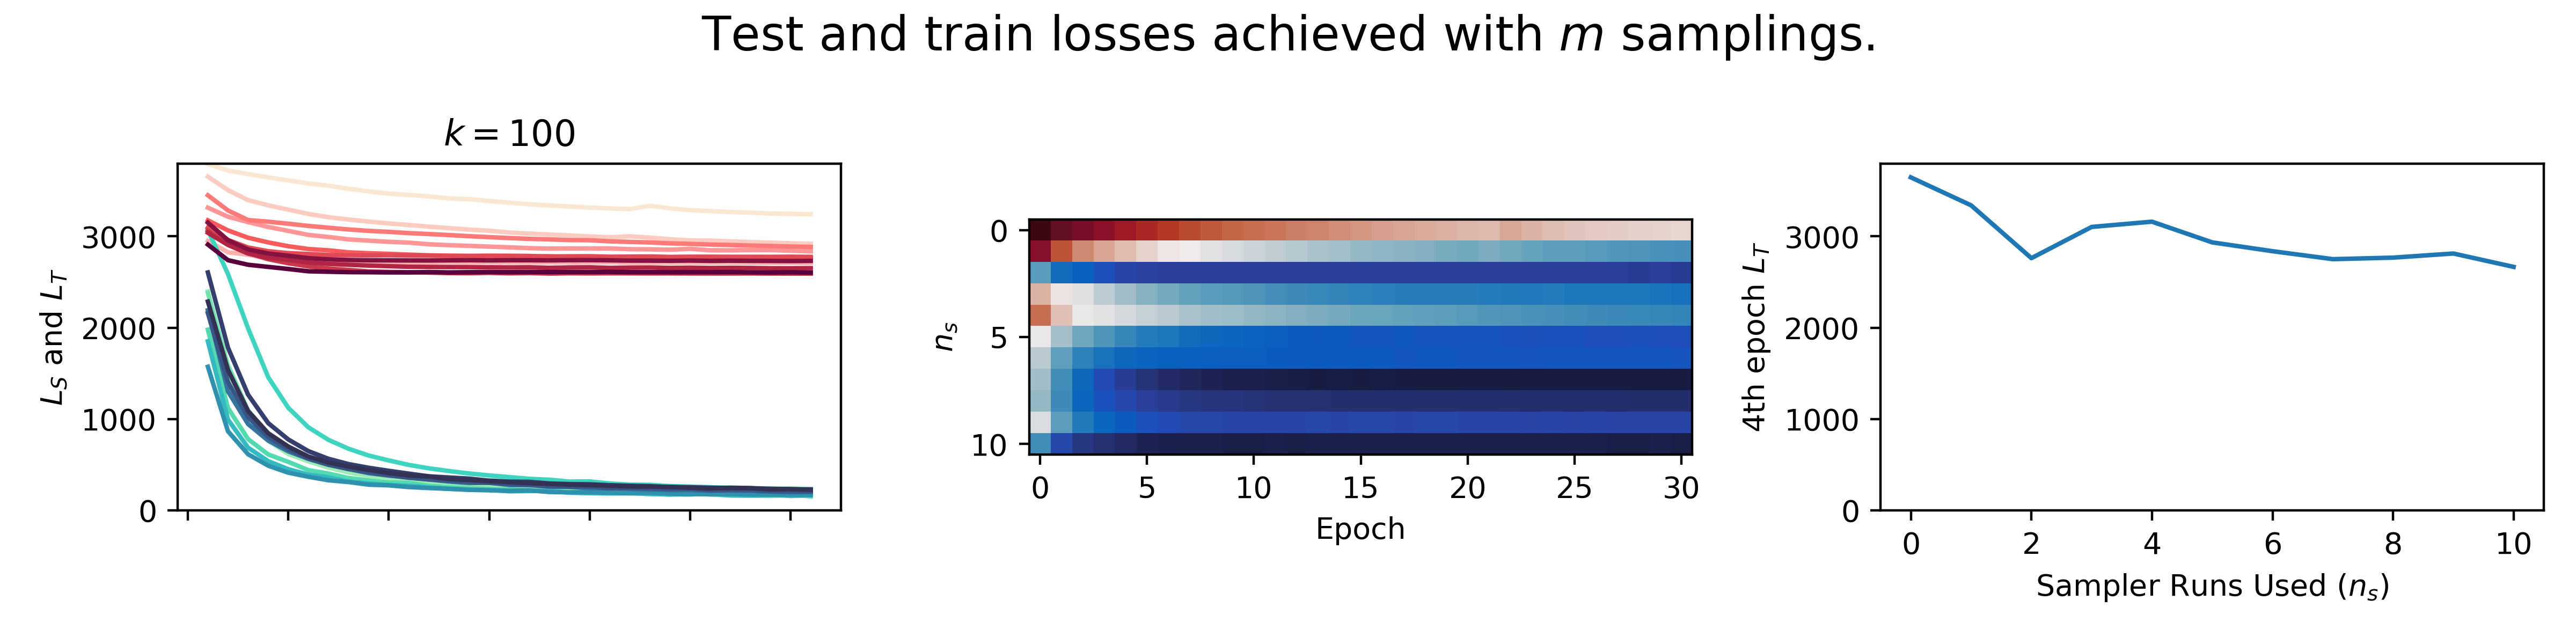 Test and train losses achieved with m samplings.
k = 100
L_S and L_T
3000
2000
1000
0
n_s
0
5
10
0 5 10 15 20 25 30
Epoch
4th epoch L_T
3000
2000
1000
0
0 2 4 6 8 10
Sampler Runs Used (n_s)